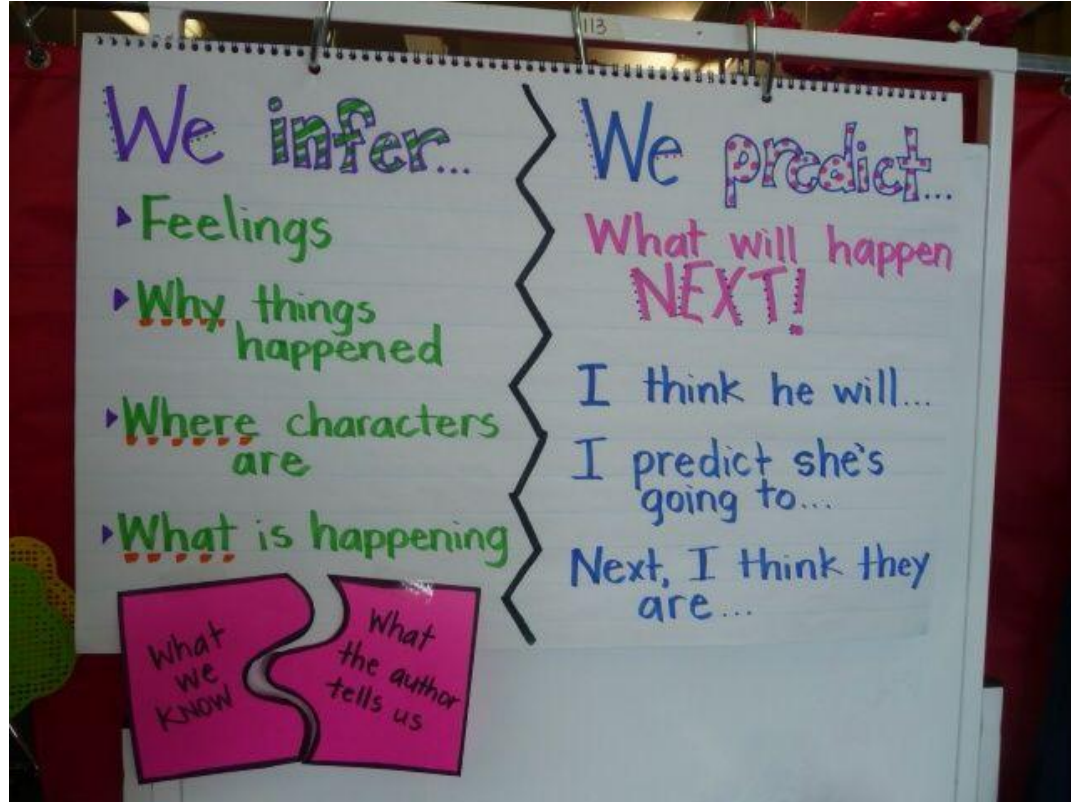 113
We infer...
Feelings
Why things
happened
Where characters
are
What is happening
What
we
KNOW
What
the author
tells us
We predict...
What will happen
NEXT!
I think he will...
I predict she's
going to...
Next, I think they
are...